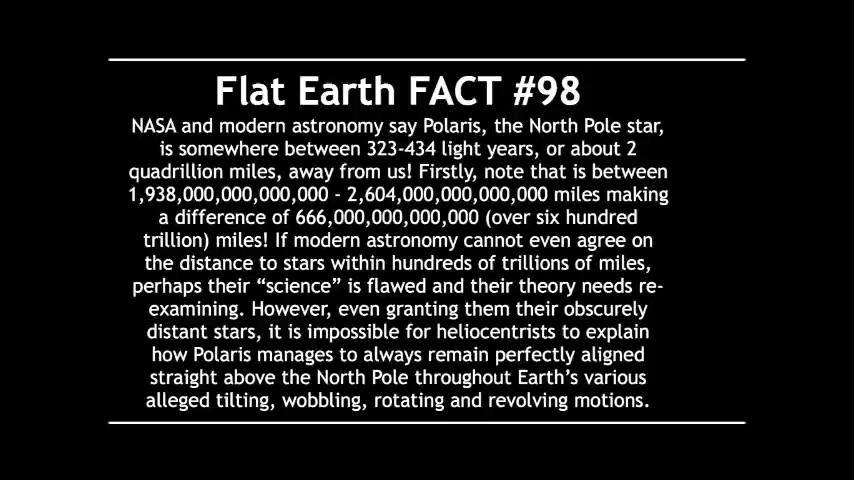 Flat Earth FACT #98
NASA and modern astronomy say Polaris, the North Pole star,
is somewhere between 323-434 light years, or about 2
quadrillion miles, away from us! Firstly, note that is between
1,938,000,000,000,000 - 2,604,000,000,000,000 miles making
a difference of 666,000,000,000,000 (over six hundred
trillion) miles! If modern astronomy cannot even agree on
the distance to stars within hundreds of trillions of miles,
perhaps their “science” is flawed and their theory needs re-
examining. However, even granting them their obscurely
distant stars, it is impossible for heliocentrists to explain
how Polaris manages to always remain perfectly aligned
straight above the North Pole throughout Earth’s various
alleged tilting, wobbling, rotating and revolving motions.